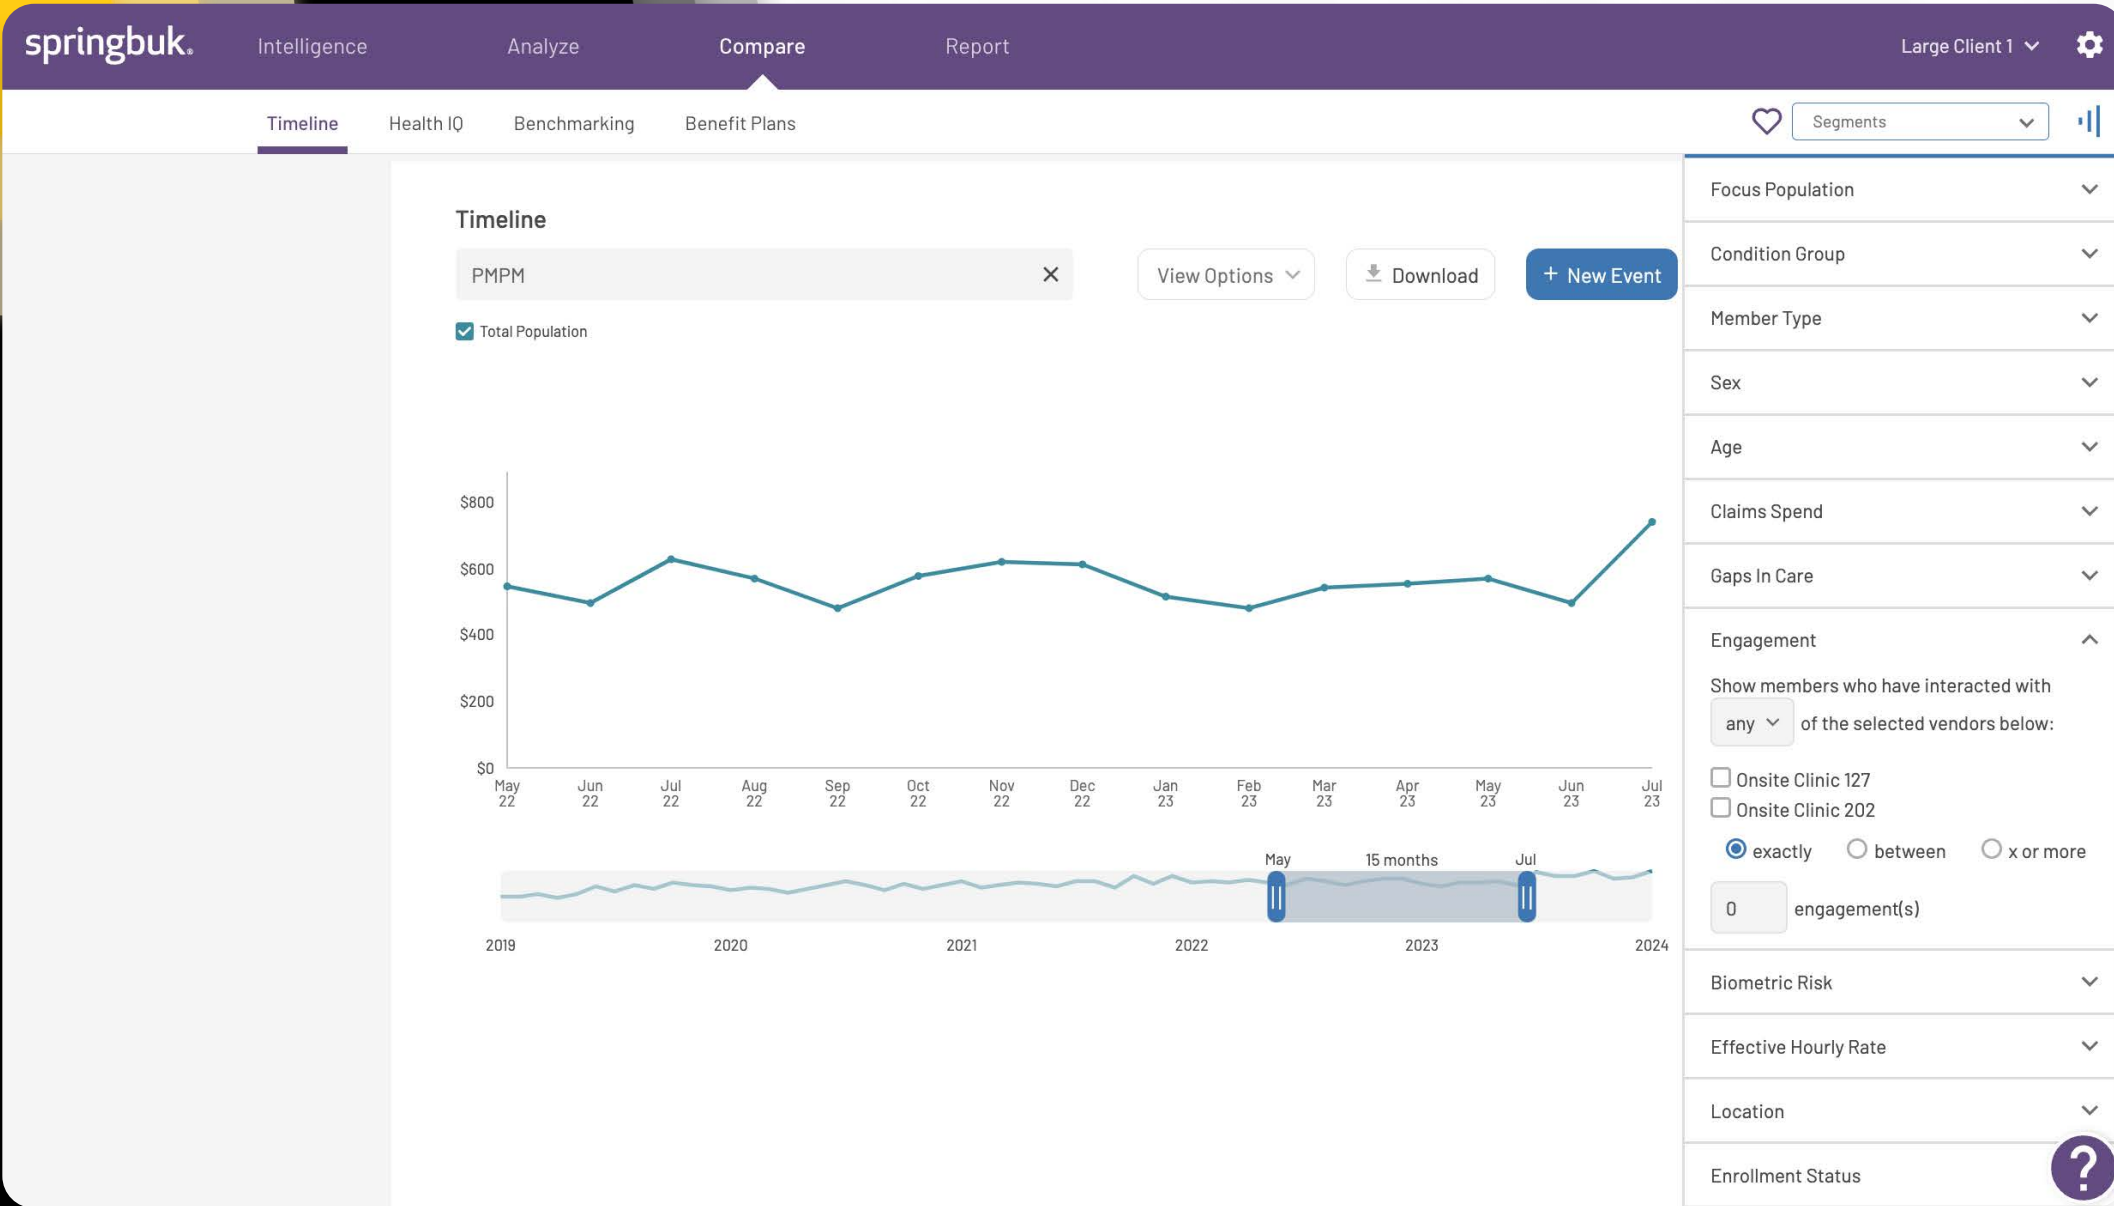 springbuk.
Intelligence
Analyze
Compare
Report
Large Client 1
Timeline
Health IQ
Benchmarking
Benefit Plans
Segments
Timeline
PMPM
View Options
Download
+ New Event
Total Population
$800
$600
$400
$200
$0
May 22
Jun 22
Jul 22
Aug 22
Sep 22
Oct 22
Nov 22
Dec 22
Jan 23
Feb 23
Mar 23
Apr 23
May 23
Jun 23
Jul 23
May
15 months
Jul
2019
2020
2021
2022
2023
2024
Focus Population
Condition Group
Member Type
Sex
Age
Claims Spend
Gaps In Care
Engagement
Show members who have interacted with
any of the selected vendors below:
Onsite Clinic 127
Onsite Clinic 202
exactly
between
x or more
0 engagement(s)
Biometric Risk
Effective Hourly Rate
Location
Enrollment Status
?